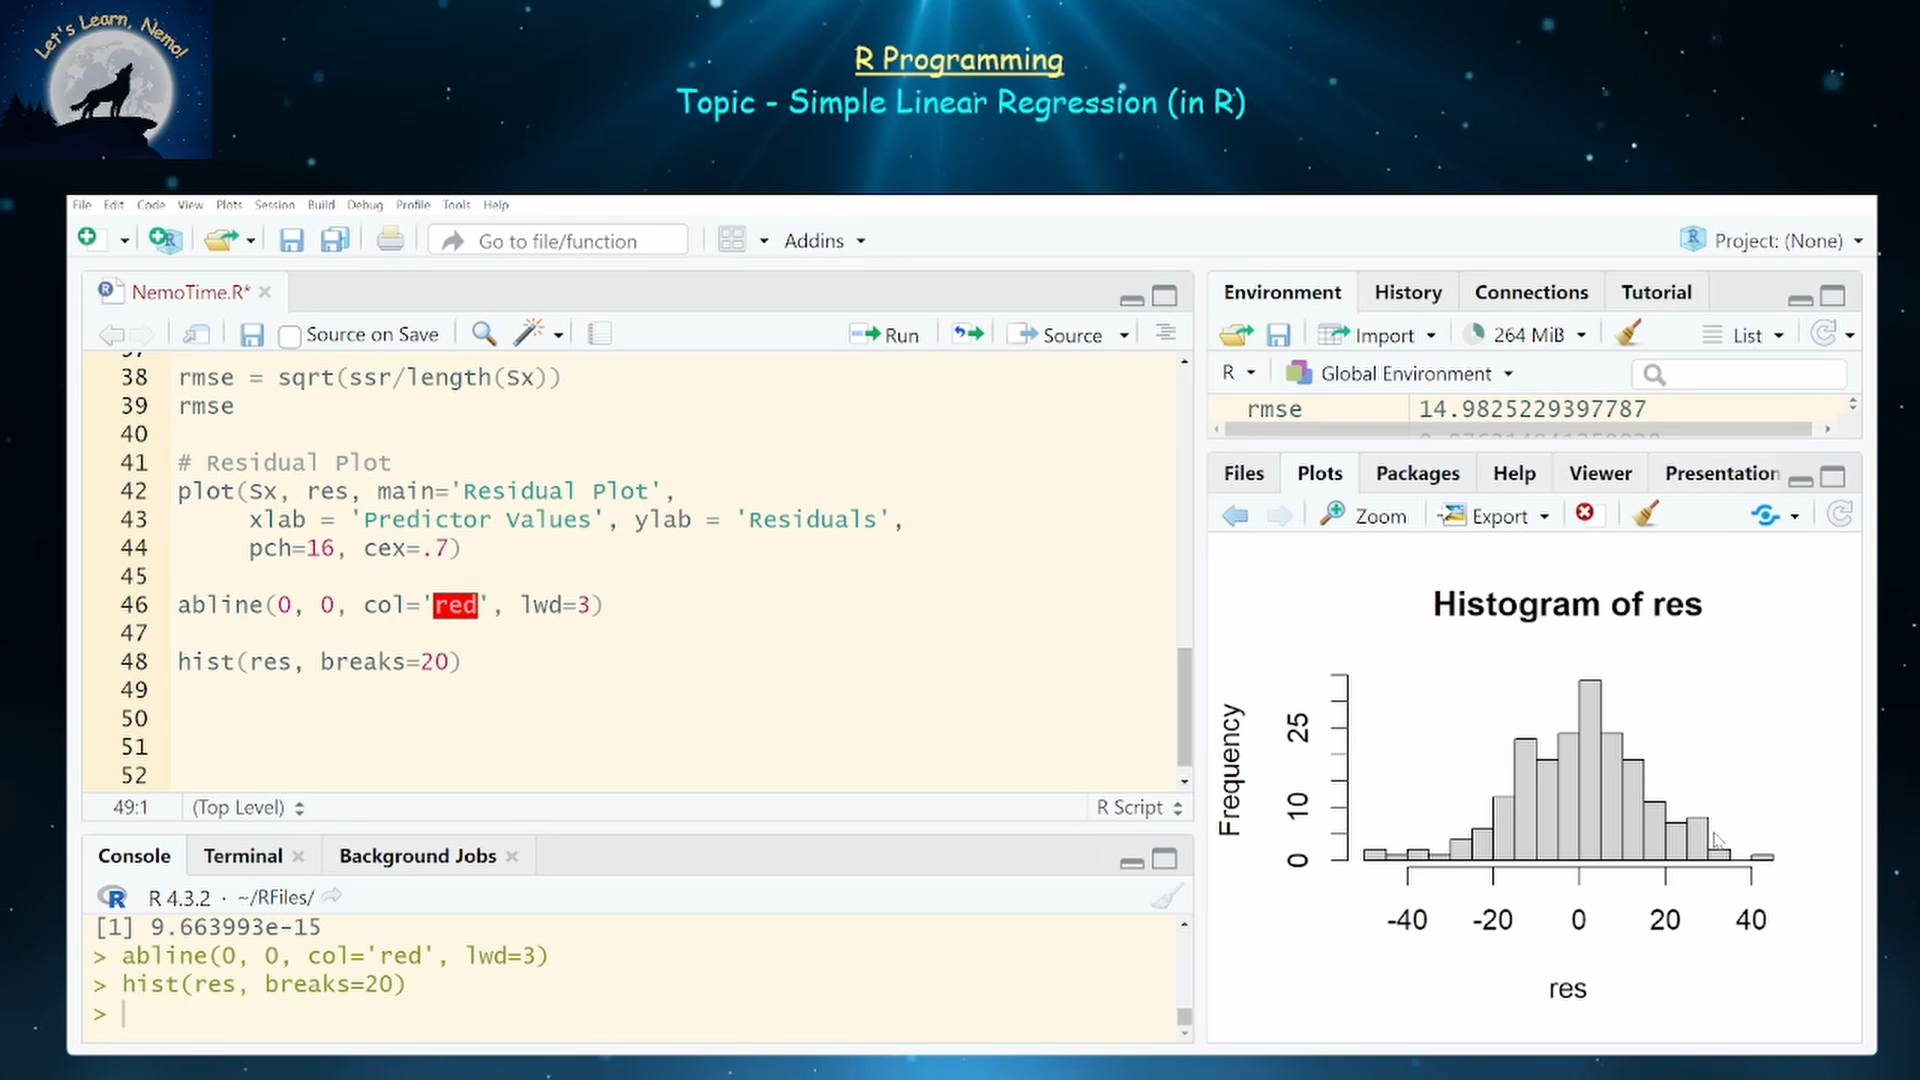 Let's Learn, Nemo!
R Programming
Topic - Simple Linear Regression (in R)
File Edit Code View Plots Session Build Debug Profile Tools Help
Go to file/function
Addins
Project: (None)
NemoTime.R*
Source on Save
Run
Source
37
38 rmse = sqrt(ssr/length(Sx))
39 rmse
40
41 # Residual Plot
42 plot(Sx, res, main='Residual Plot',
43 xlab = 'Predictor Values', ylab = 'Residuals',
44 pch=16, cex=.7)
45
46 abline(0, 0, col='red', lwd=3)
47
48 hist(res, breaks=20)
49
50
51
52
49:1 (Top Level) R Script
Console Terminal Background Jobs
R 4.3.2 · ~/RFiles/
[1] 9.663993e-15
> abline(0, 0, col='red', lwd=3)
> hist(res, breaks=20)
>
Environment History Connections Tutorial
Import 264 MiB List
R Global Environment
rmse 14.9825229397787
Files Plots Packages Help Viewer Presentation
Zoom Export
Histogram of res
Frequency
25
10
0
-40 -20 0 20 40
res